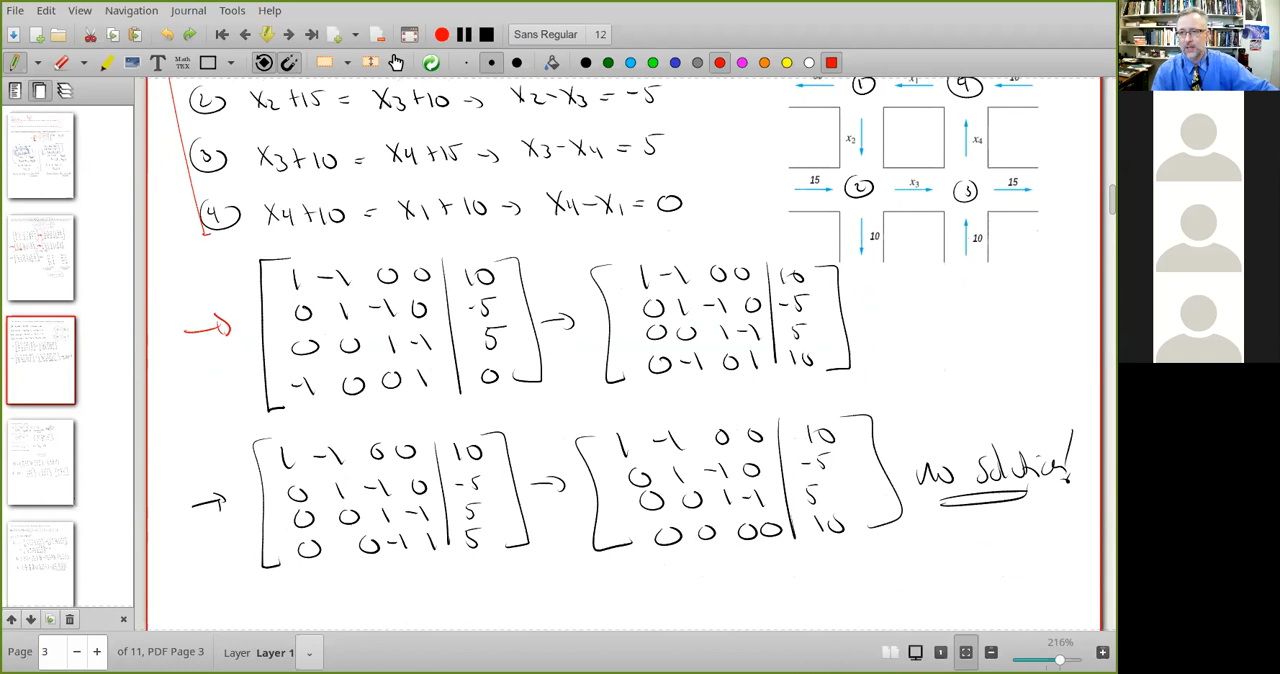 File Edit View Navigation Journal Tools Help
Sans Regular 12
Math TEX
② x2 + 15 = x3 + 10 → x2 - x3 = -5
③ x3 + 10 = x4 + 15 → x3 - x4 = 5
④ x4 + 10 = x1 + 10 → x4 - x1 = 0
① x1 ④
x2 x4
15 ② x3 ③ 15
10 10
→ [1 -1 0 0 | 10] → [1 -1 0 0 | 10]
[0 1 -1 0 | -5] [0 1 -1 0 | -5]
[0 0 1 -1 | 5] [0 0 1 -1 | 5]
[-1 0 0 1 | 0] [0 -1 0 1 | 10]
→ [1 -1 0 0 | 10] → [1 -1 0 0 | 10] no solution!
[0 1 -1 0 | -5] [0 1 -1 0 | -5]
[0 0 1 -1 | 5] [0 0 1 -1 | 5]
[0 0 -1 1 | 5] [0 0 0 0 | 10]
Page 3 of 11, PDF Page 3 Layer Layer 1 1 216%